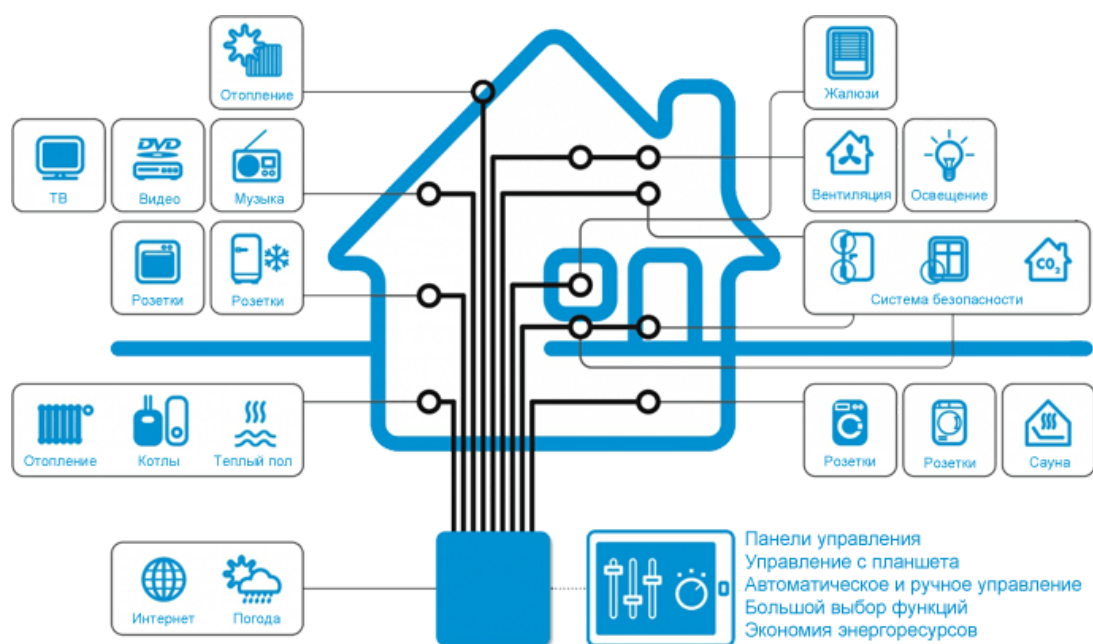 Отопление
Жалюзи
ТВ
DVD
Видео
Музыка
Вентиляция
Освещение
Розетки
Розетки
CO₂
Система безопасности
Отопление
Котлы
Теплый пол
Розетки
Розетки
Сауна
Интернет
Погода
Панели управления
Управление с планшета
Автоматическое и ручное управление
Большой выбор функций
Экономия энергоресурсов